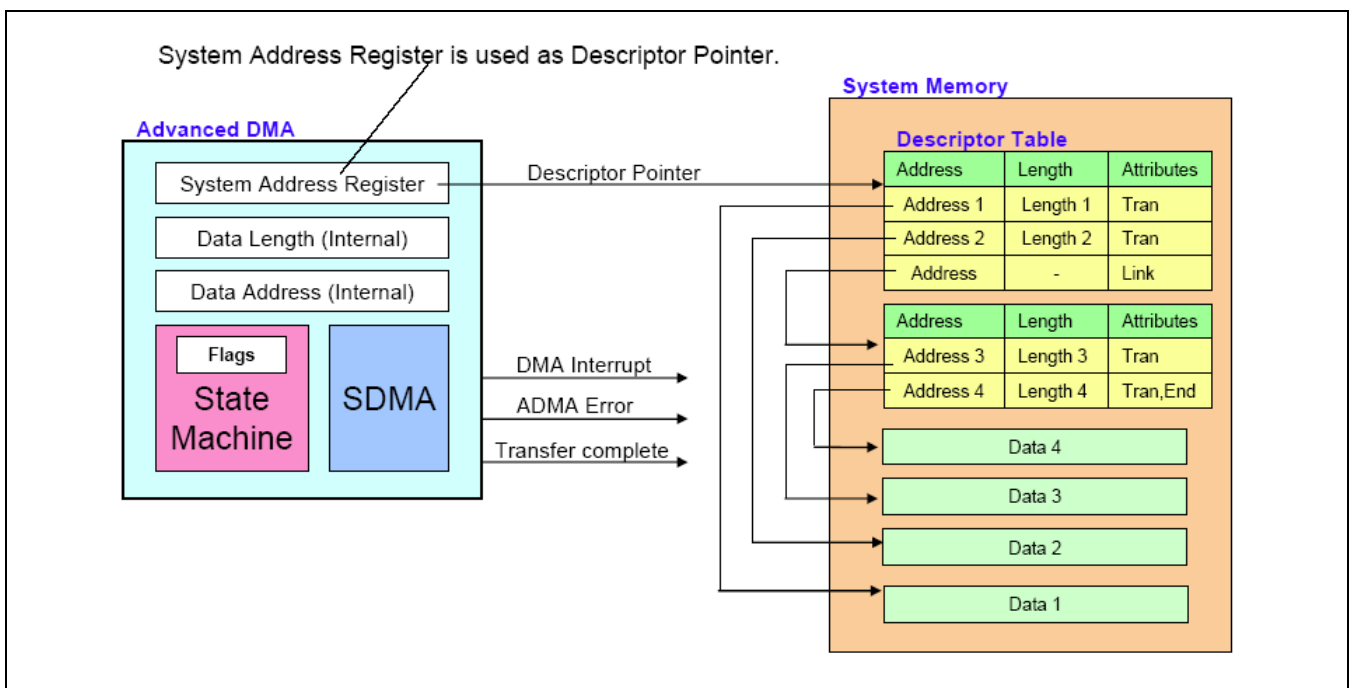 System Address Register is used as Descriptor Pointer.
Advanced DMA
System Address Register
Data Length (Internal)
Data Address (Internal)
Flags
State
Machine
SDMA
Descriptor Pointer
DMA Interrupt
ADMA Error
Transfer complete
System Memory
Descriptor Table
Address Length Attributes
Address 1 Length 1 Tran
Address 2 Length 2 Tran
Address - Link
Address Length Attributes
Address 3 Length 3 Tran
Address 4 Length 4 Tran,End
Data 4
Data 3
Data 2
Data 1